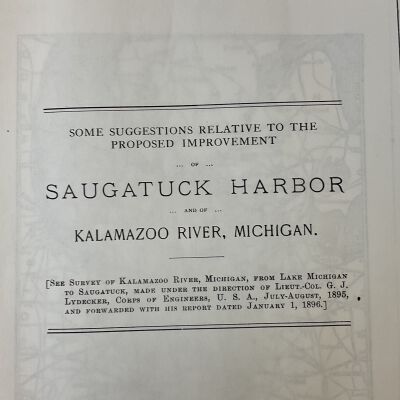 SOME SUGGESTIONS RELATIVE TO THE
PROPOSED IMPROVEMENT
... OF ...
SAUGATUCK HARBOR
... AND OF ...
KALAMAZOO RIVER, MICHIGAN.
[SEE SURVEY OF KALAMAZOO RIVER, MICHIGAN, FROM LAKE MICHIGAN
TO SAUGATUCK, MADE UNDER THE DIRECTION OF LIEUT.-COL. G. J.
LYDECKER, CORPS OF ENGINEERS, U. S. A., JULY-AUGUST, 1895,
AND FORWARDED WITH HIS REPORT DATED JANUARY 1, 1896.]